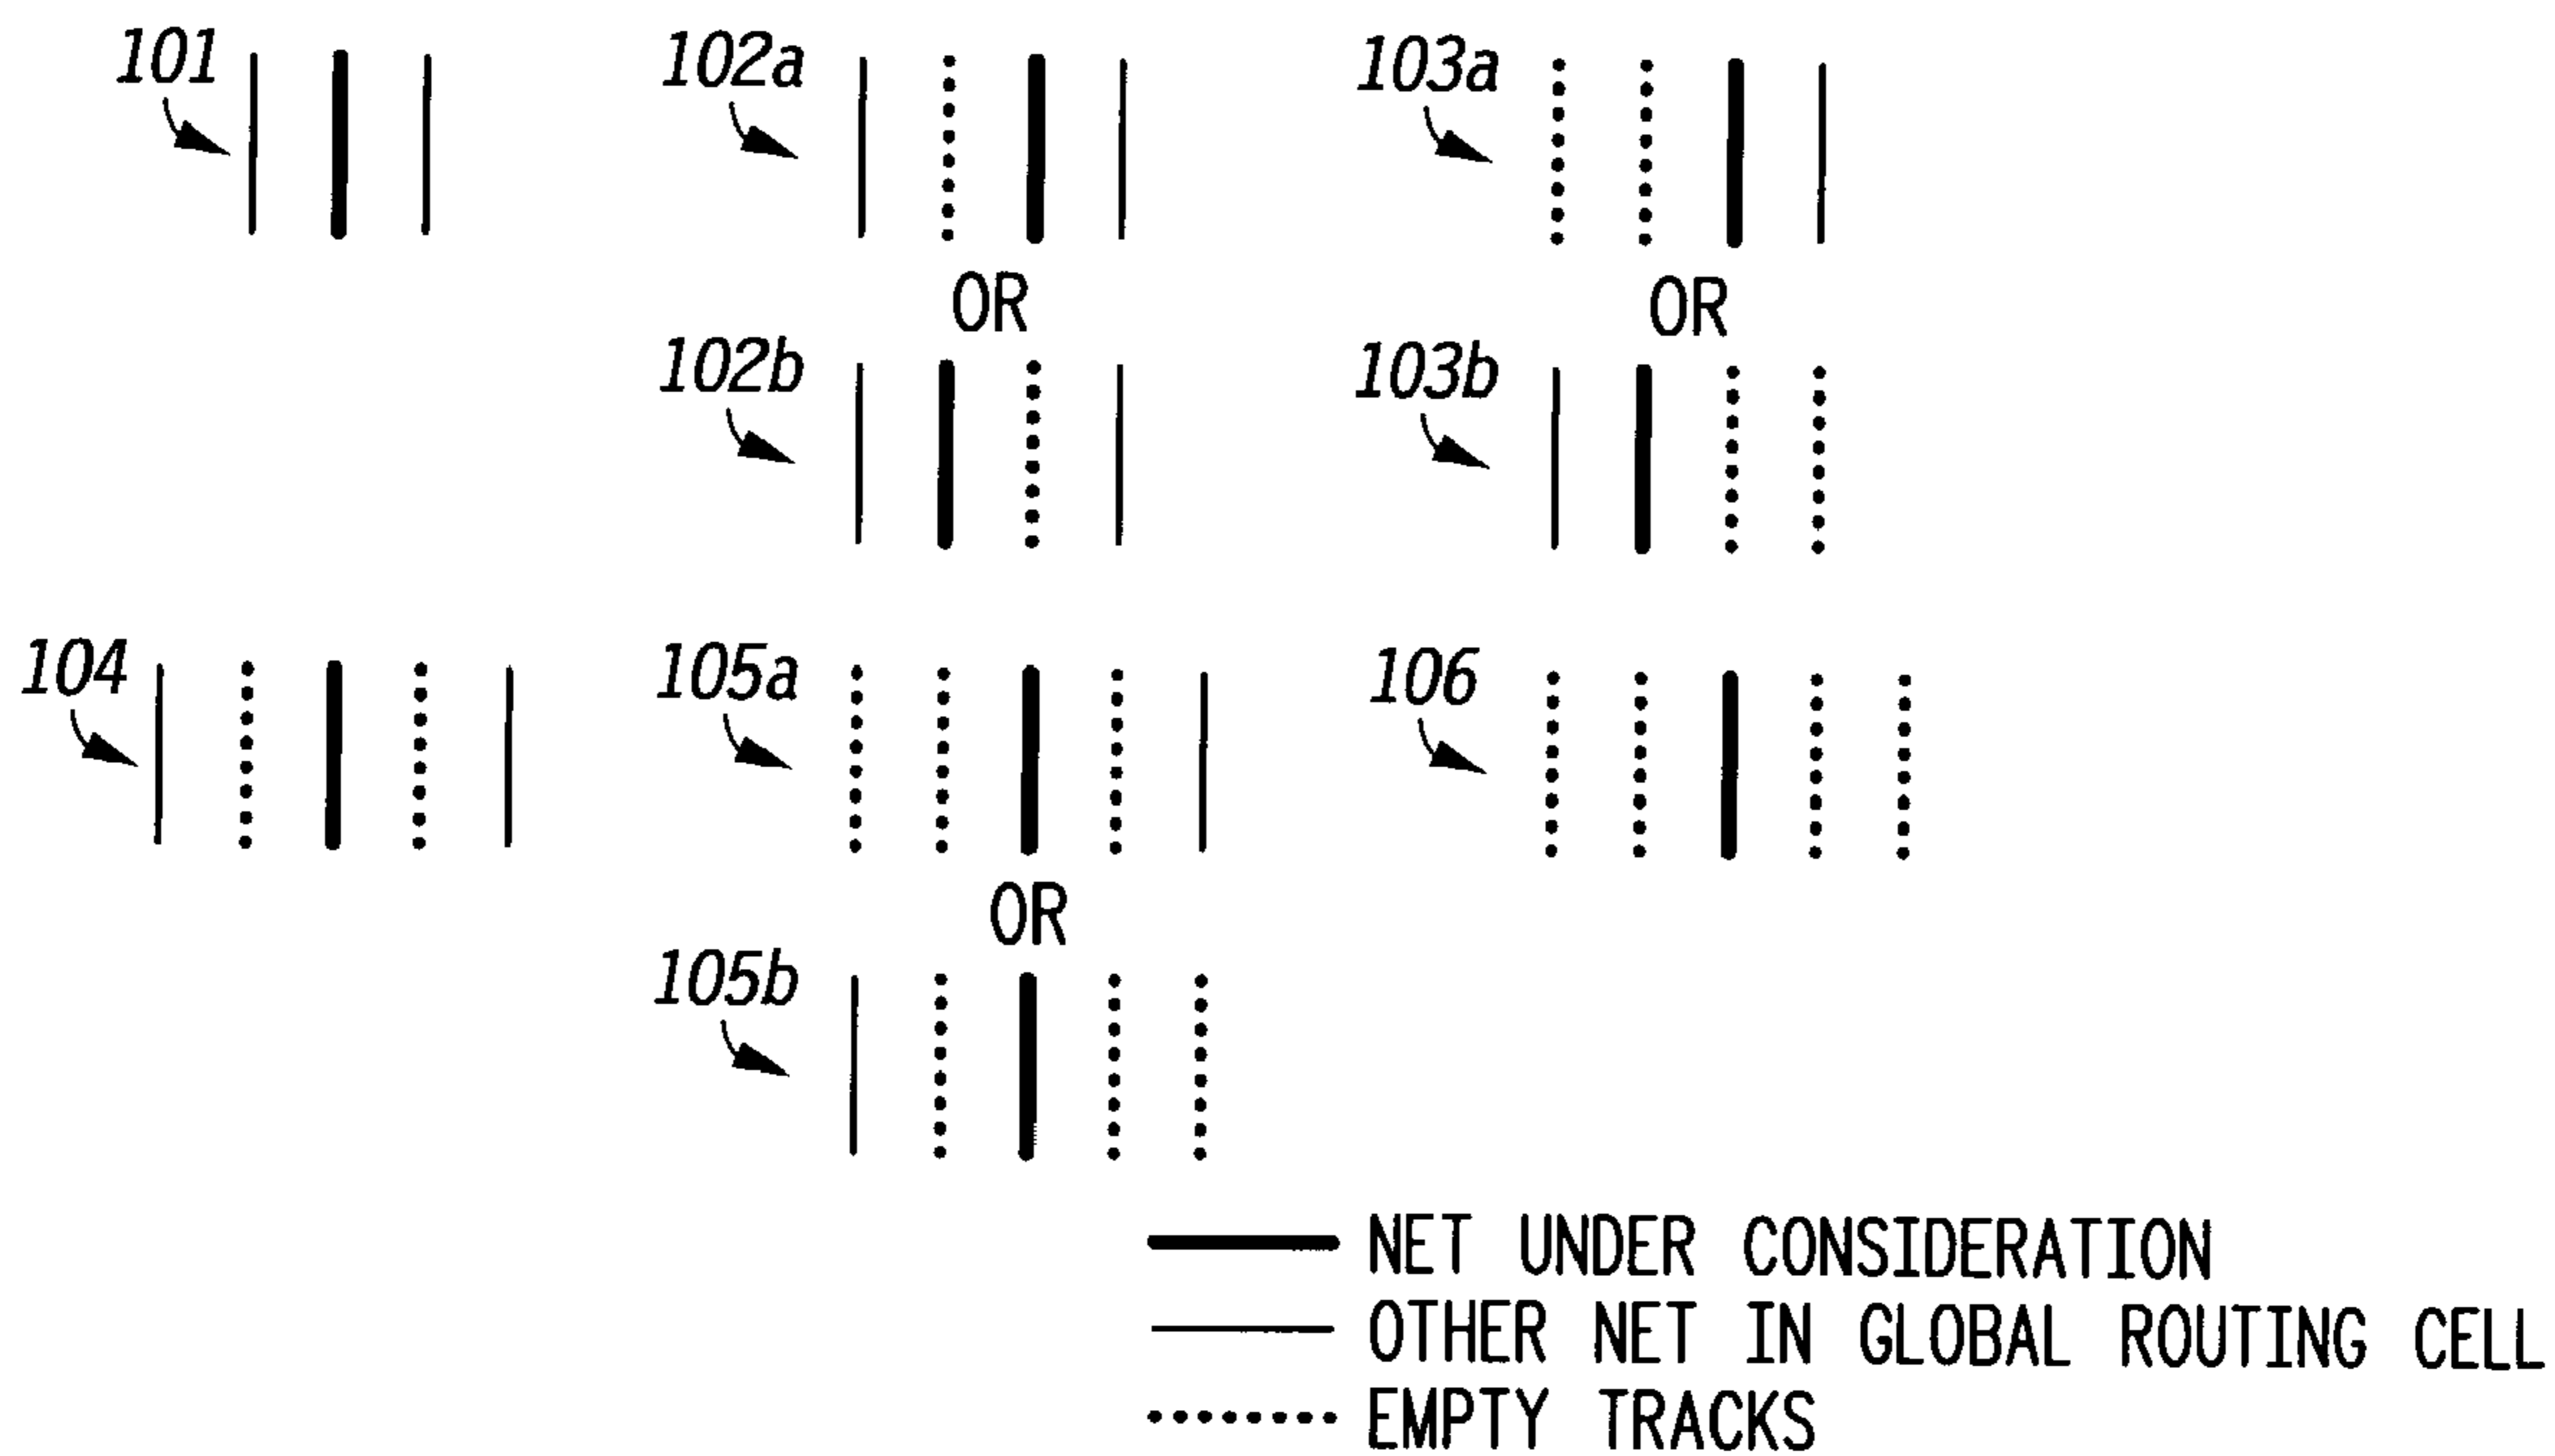 101
102a
103a
OR
OR
102b
103b
104
105a
106
OR
105b
NET UNDER CONSIDERATION
OTHER NET IN GLOBAL ROUTING CELL
EMPTY TRACKS